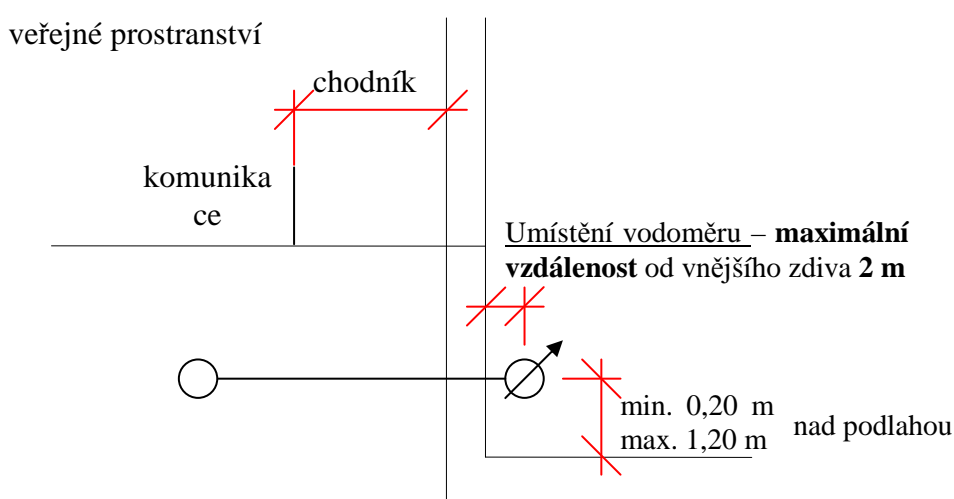 veřejné prostranství
chodník
komunika
ce
Umístění vodoměru – maximální
vzdálenost od vnějšího zdiva 2 m
min. 0,20 m
max. 1,20 m
nad podlahou